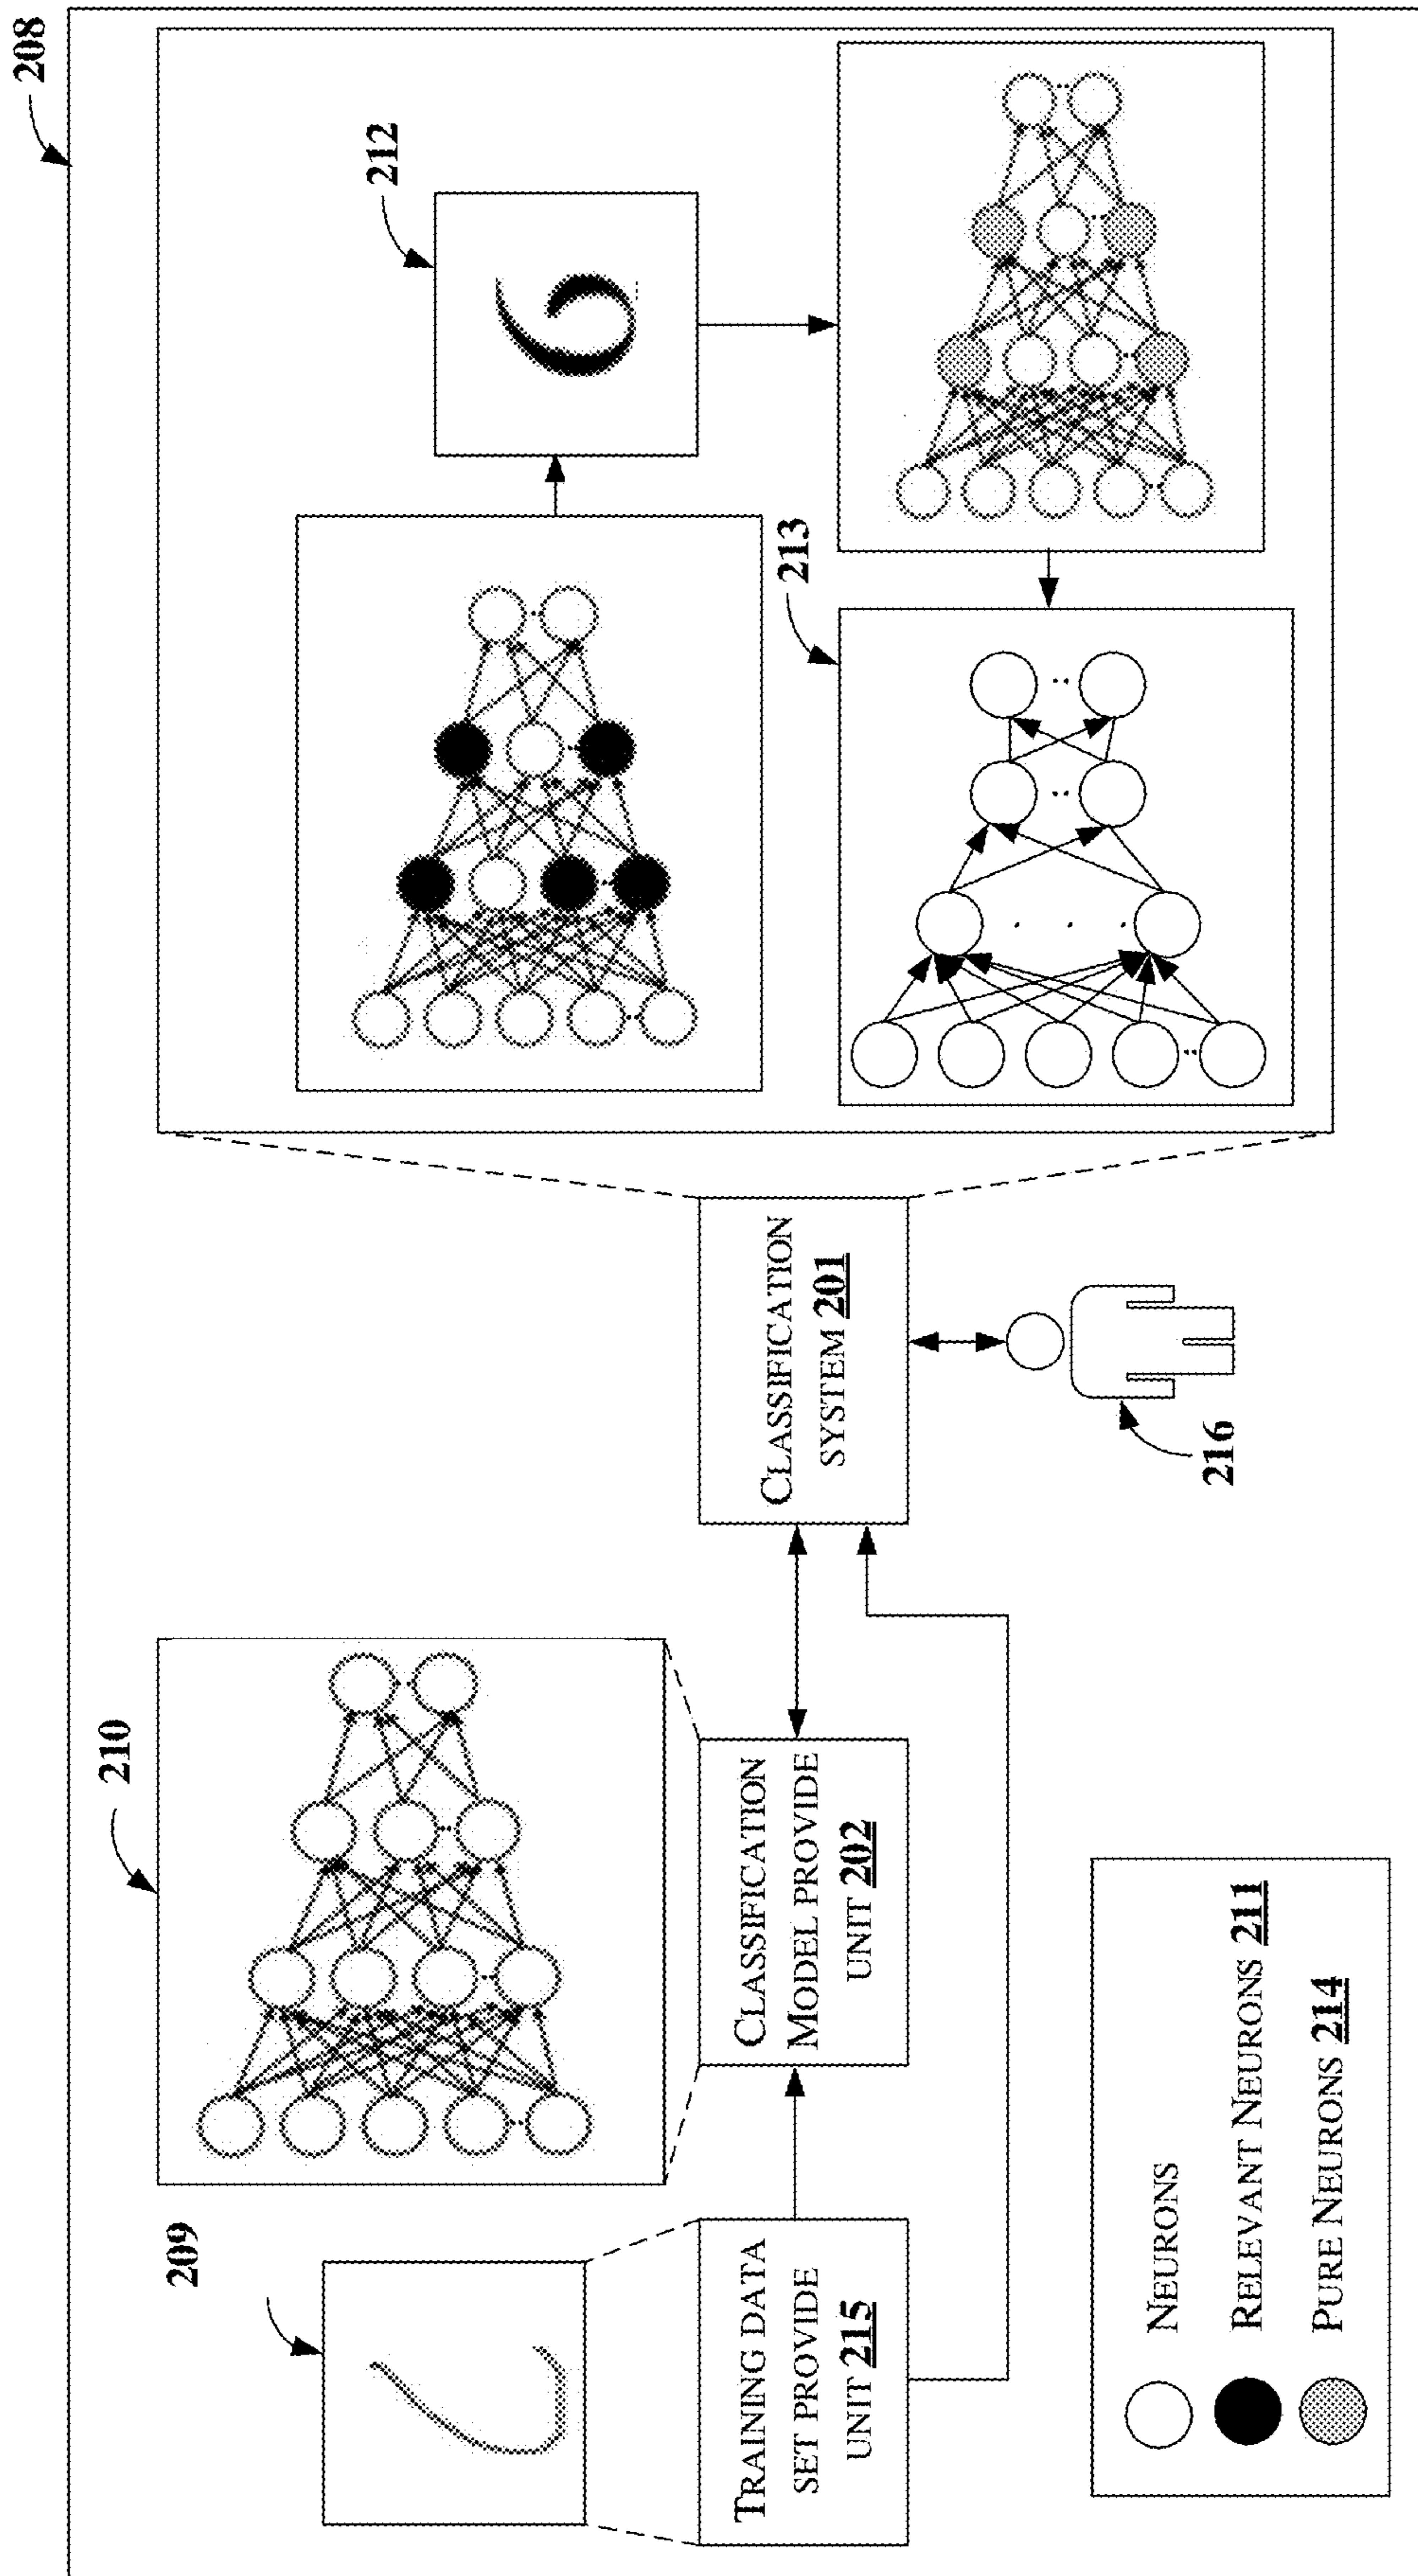 208
210
209
212
6
213
TRAINING DATA
SET PROVIDE
UNIT 215
CLASSIFICATION
MODEL PROVIDE
UNIT 202
CLASSIFICATION
SYSTEM 201
216
NEURONS
RELEVANT NEURONS 211
PURE NEURONS 214